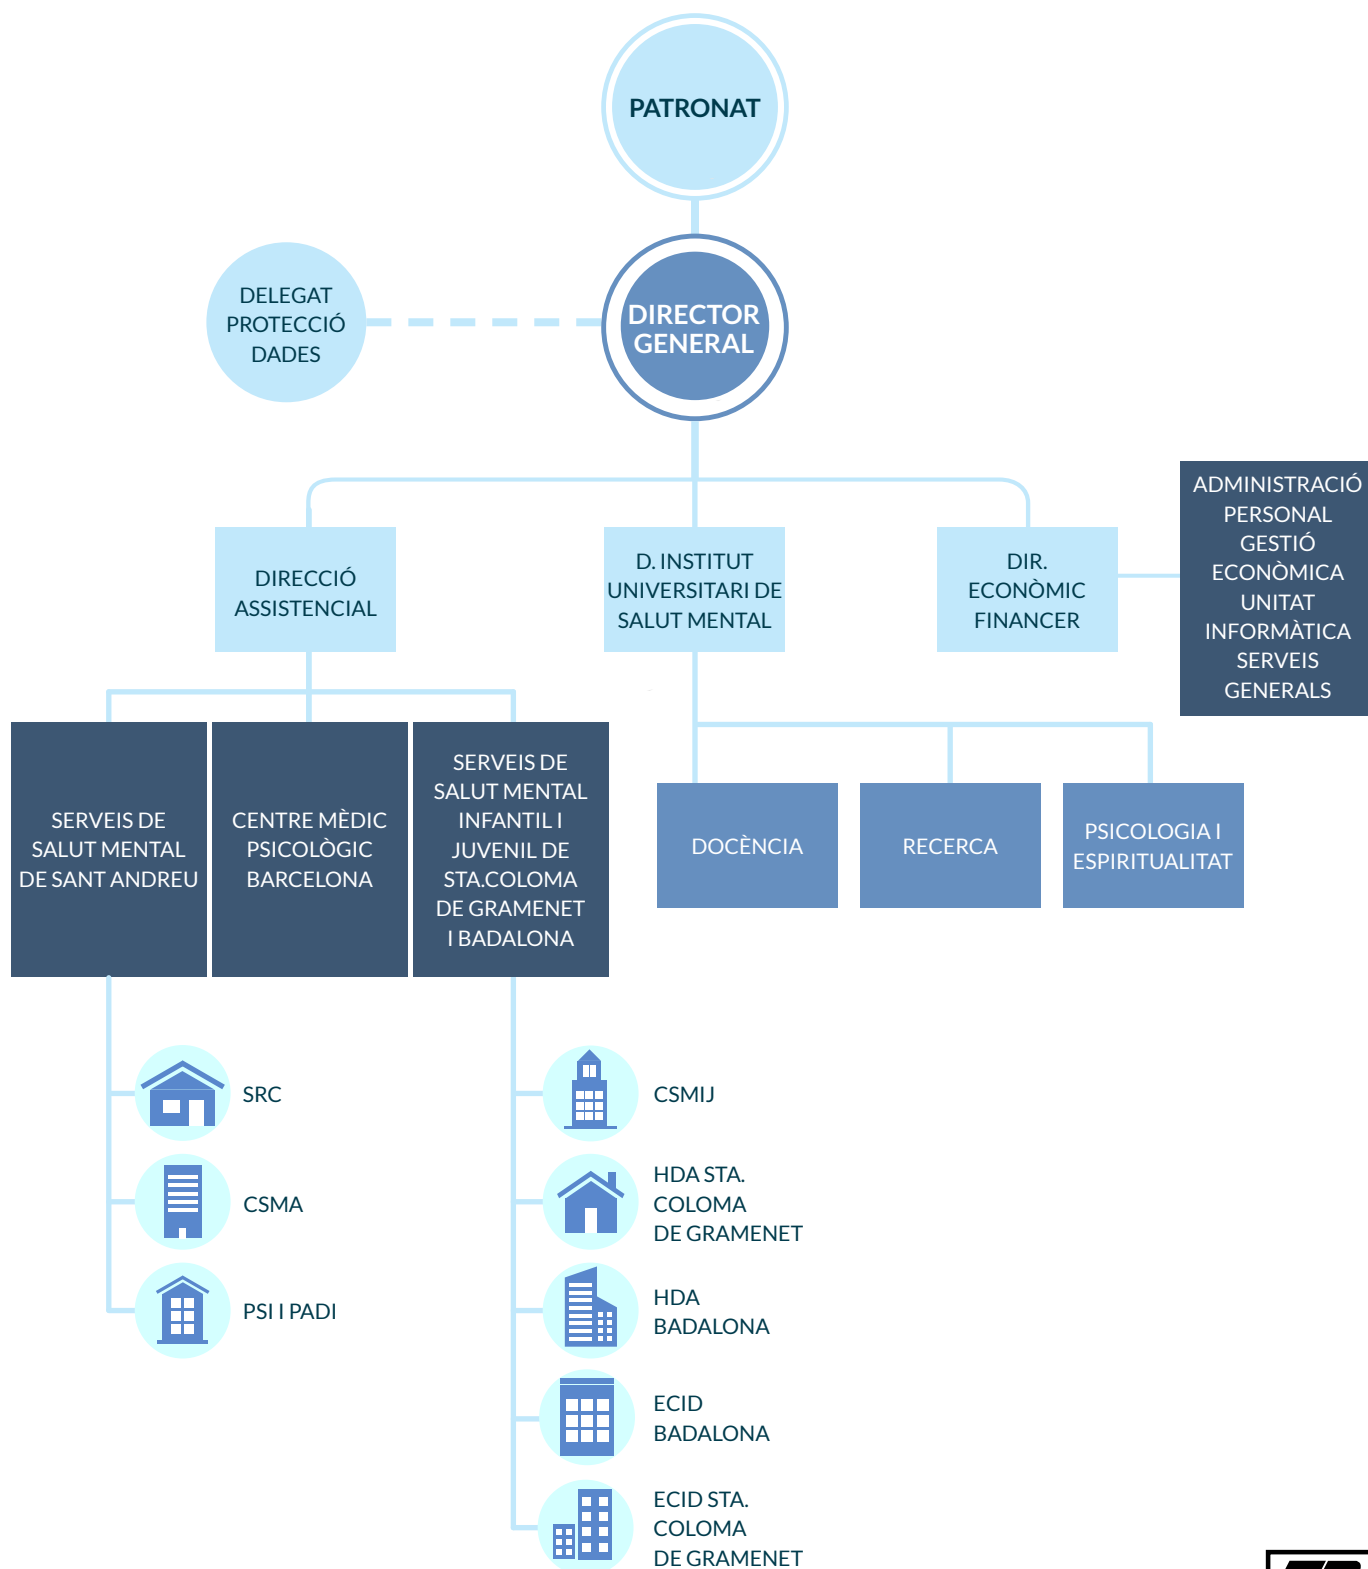 PATRONAT
DELEGAT
PROTECCIÓ
DADES
DIRECTOR
GENERAL
ADMINISTRACIÓ
PERSONAL
GESTIÓ
ECONÒMICA
UNITAT
INFORMÀTICA
SERVEIS
GENERALS
DIRECCIÓ
ASSISTENCIAL
D. INSTITUT
UNIVERSITARI DE
SALUT MENTAL
DIR.
ECONÒMIC
FINANCER
SERVEIS DE
SALUT MENTAL
DE SANT ANDREU
CENTRE MÈDIC
PSICOLÒGIC
BARCELONA
SERVEIS DE
SALUT MENTAL
INFANTIL I
JUVENIL DE
STA.COLOMA
DE GRAMENET
I BADALONA
DOCÈNCIA
RECERCA
PSICOLOGIA I
ESPIRITUALITAT
SRC
CSMA
PSI I PADI
CSMIJ
HDA STA.
COLOMA
DE GRAMENET
HDA
BADALONA
ECID
BADALONA
ECID STA.
COLOMA
DE GRAMENET